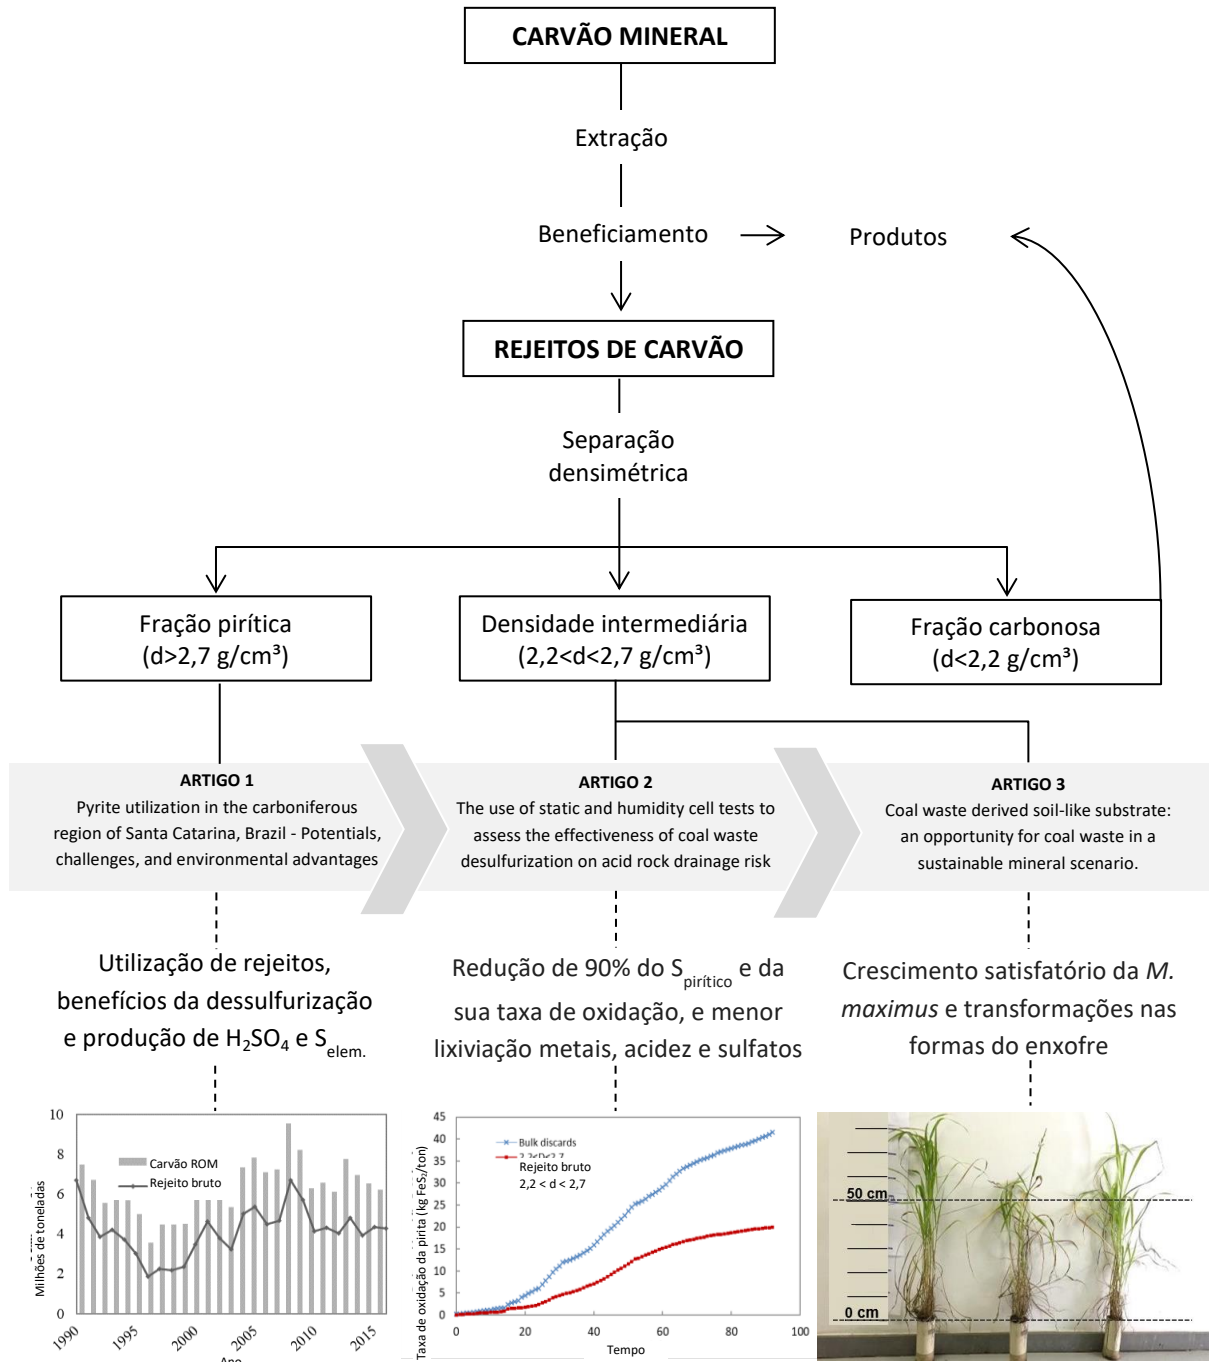 CARVÃO MINERAL
Extração
Beneficiamento
Produtos
REJEITOS DE CARVÃO
Separação
densimétrica
Fração pirítica
(d>2,7 g/cm³)
Densidade intermediária
(2,2<d<2,7 g/cm³)
Fração carbonosa
(d<2,2 g/cm³)
ARTIGO 1
Pyrite utilization in the carboniferous
region of Santa Catarina, Brazil - Potentials,
challenges, and environmental advantages
ARTIGO 2
The use of static and humidity cell tests to
assess the effectiveness of coal waste
desulfurization on acid rock drainage risk
ARTIGO 3
Coal waste derived soil-like substrate:
an opportunity for coal waste in a
sustainable mineral scenario.
Utilização de rejeitos,
benefícios da dessulfurização
e produção de H₂SO₄ e S elem.
Redução de 90% do S pirítico e da
sua taxa de oxidação, e menor
lixiviação metais, acidez e sulfatos
Crescimento satisfatório da M.
maximus e transformações nas
formas do enxofre
Milhões de toneladas
10
8
6
4
2
0
Carvão ROM
Rejeito bruto
1990
1995
2000
2005
2010
2015
Ano
Taxa de oxidação da pirita (kg FeS₂/ton)
45
40
35
30
25
20
15
10
5
0
Bulk discards
2,2<D<2,7
Rejeito bruto
2,2 < d < 2,7
0
20
40
60
80
100
Tempo
50 cm
0 cm